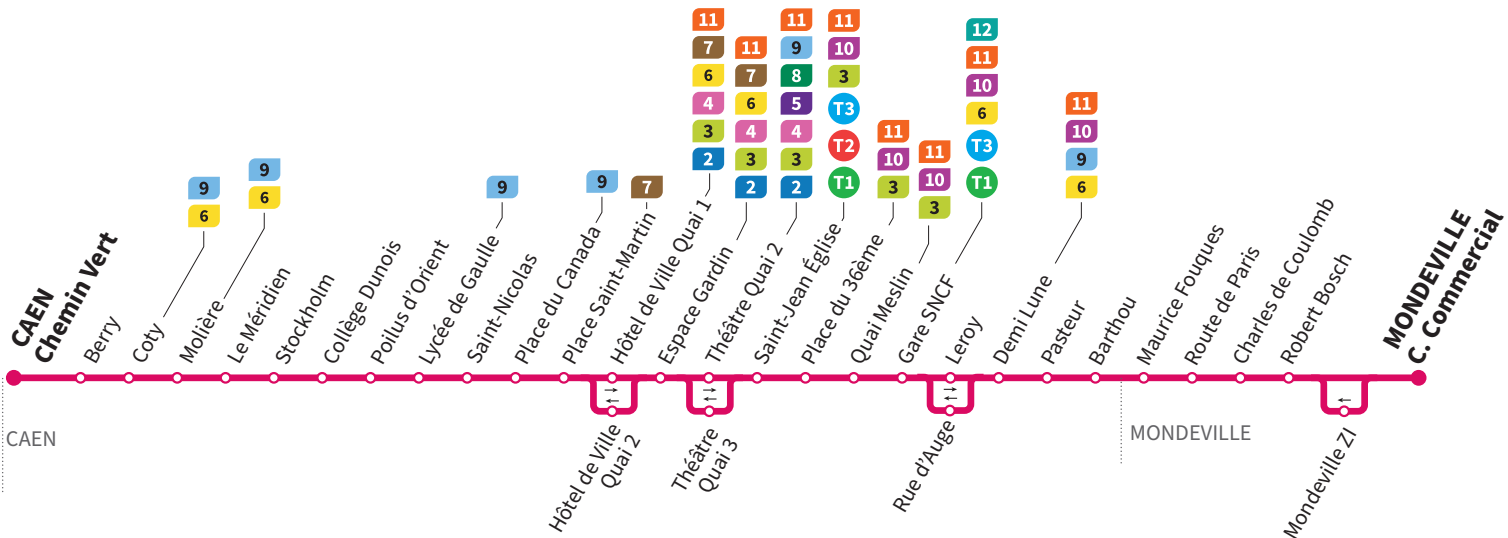 CAEN
Chemin Vert
Berry
Coty
9
6
Molière
9
6
Le Méridien
Stockholm
Collège Dunois
Poilus d'Orient
Lycée de Gaulle
9
Saint-Nicolas
Place du Canada
9
Place Saint-Martin
7
Hôtel de Ville Quai 1
11
7
6
4
3
2
Espace Gardin
11
7
6
4
3
2
Théâtre Quai 2
11
9
8
5
4
3
2
Saint-Jean Église
11
10
3
T3
T2
T1
Place du 36ème
11
10
3
Quai Meslin
11
10
3
Gare SNCF
12
11
10
6
T3
T1
Leroy
Demi Lune
11
10
9
6
Pasteur
Barthou
Maurice Fouques
Route de Paris
Charles de Coulomb
Robert Bosch
MONDEVILLE
C. Commercial
CAEN
Hôtel de Ville
Quai 2
Théâtre
Quai 3
Rue d'Auge
MONDEVILLE
Mondeville ZI